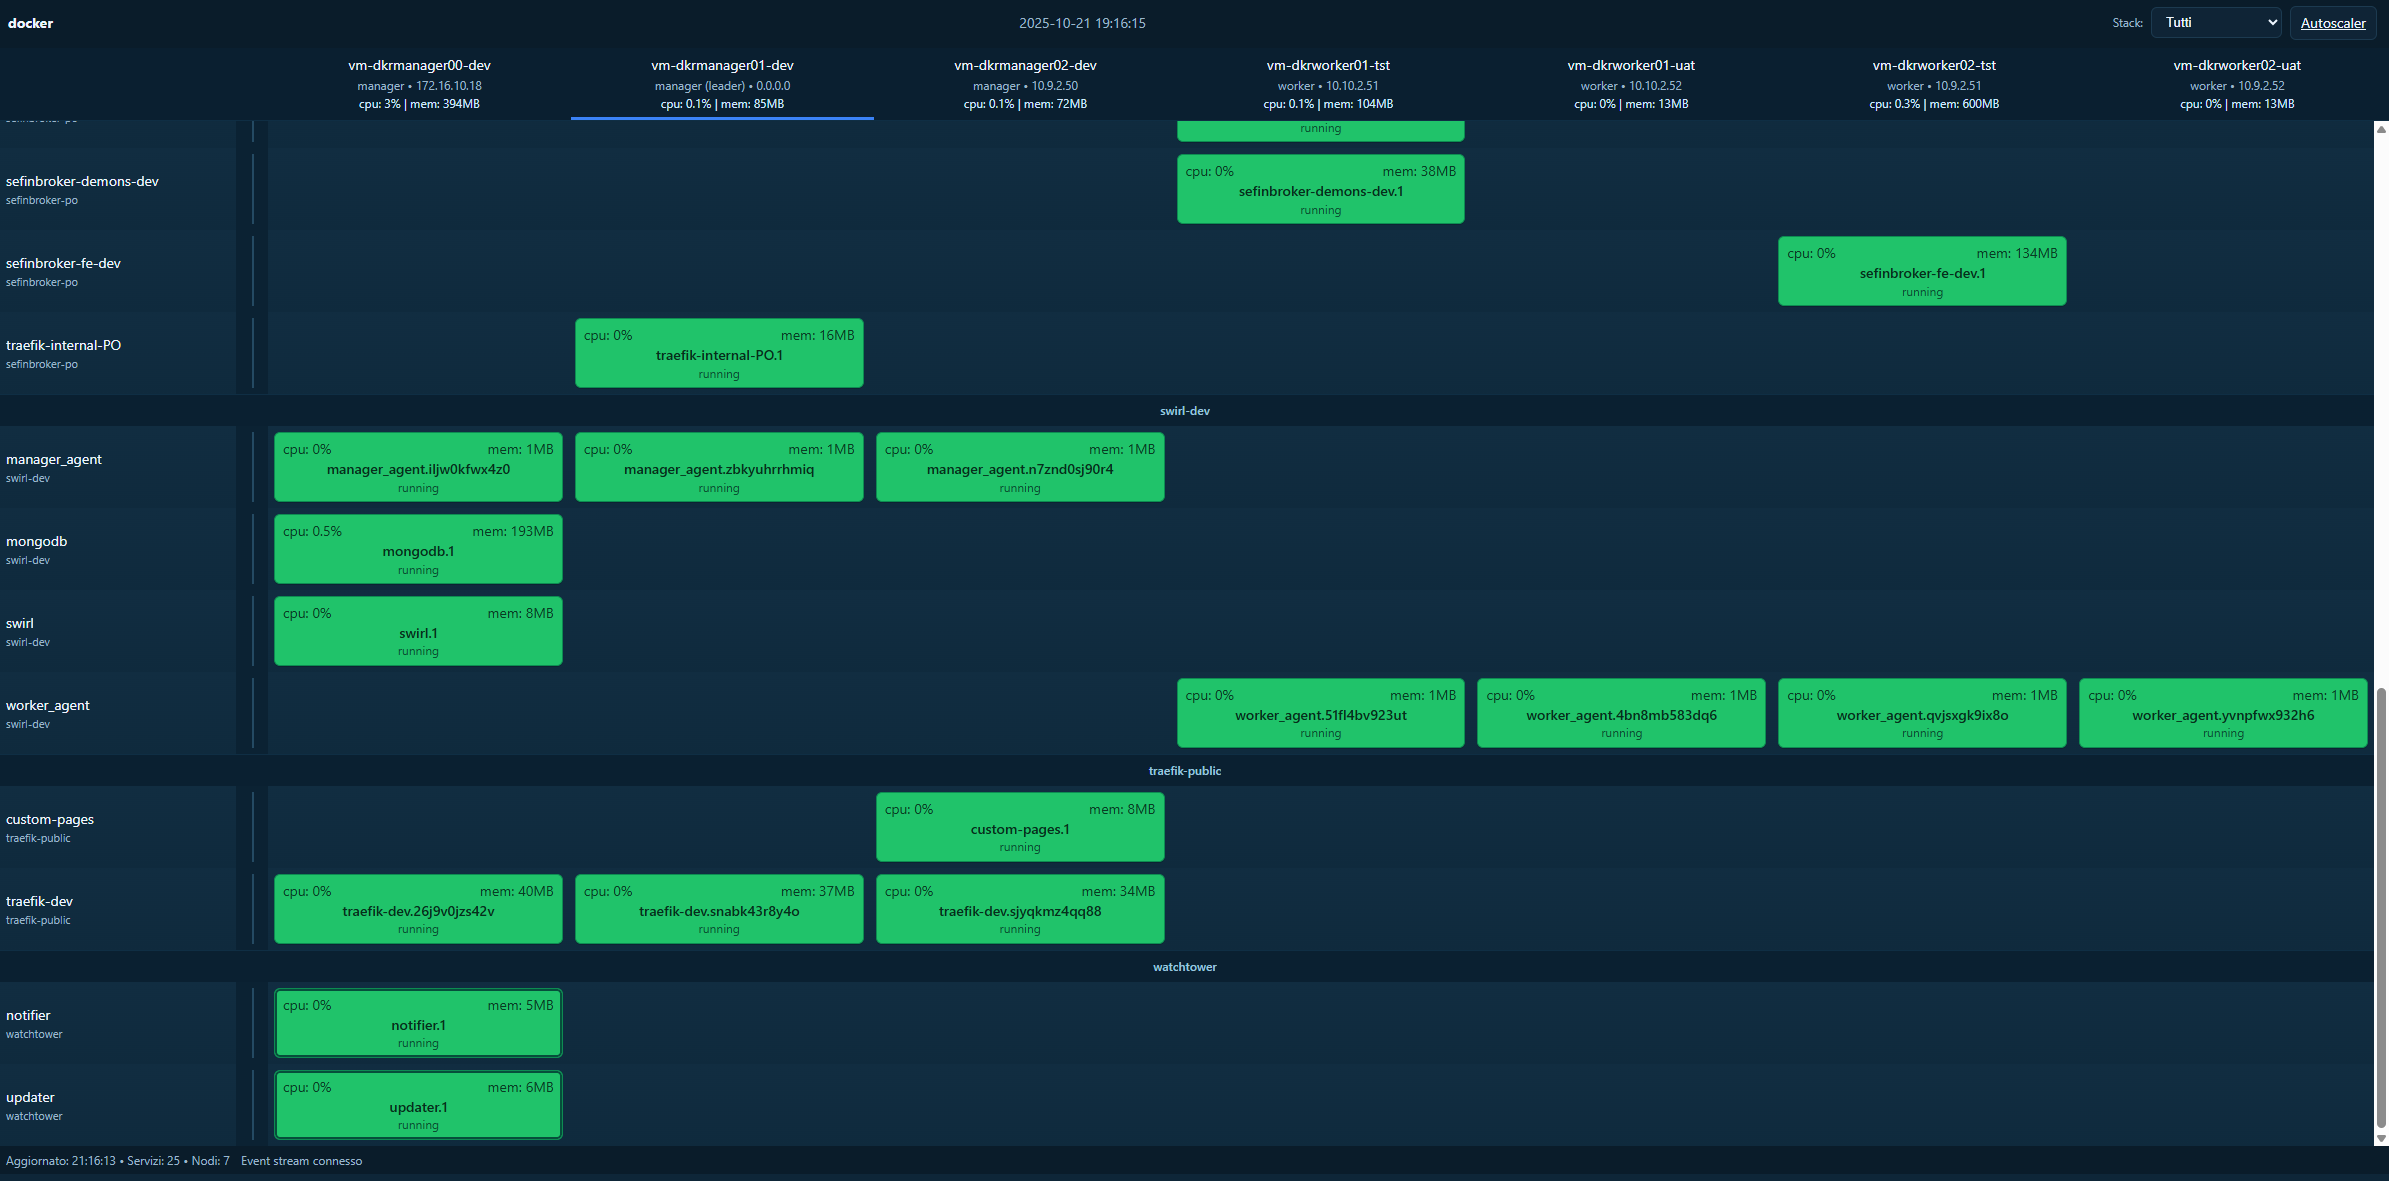 docker
2025-10-21 19:16:15
Stack: Tutti Autoscaler
vm-dkrmanager00-dev
manager • 172.16.10.18
cpu: 3% | mem: 394MB
vm-dkrmanager01-dev
manager (leader) • 0.0.0.0
cpu: 0.1% | mem: 85MB
vm-dkrmanager02-dev
manager • 10.9.2.50
cpu: 0.1% | mem: 72MB
vm-dkrworker01-tst
worker • 10.10.2.51
cpu: 0.1% | mem: 104MB
vm-dkrworker01-uat
worker • 10.10.2.52
cpu: 0% | mem: 13MB
vm-dkrworker02-tst
worker • 10.9.2.51
cpu: 0.3% | mem: 600MB
vm-dkrworker02-uat
worker • 10.9.2.52
cpu: 0% | mem: 13MB
running
sefinbroker-demons-dev
sefinbroker-po
cpu: 0% mem: 38MB
sefinbroker-demons-dev.1
running
sefinbroker-fe-dev
sefinbroker-po
cpu: 0% mem: 134MB
sefinbroker-fe-dev.1
running
traefik-internal-PO
sefinbroker-po
cpu: 0% mem: 16MB
traefik-internal-PO.1
running
swirl-dev
manager_agent
swirl-dev
cpu: 0% mem: 1MB
manager_agent.iljw0kfwx4z0
running
cpu: 0% mem: 1MB
manager_agent.zbkyuhrrhmiq
running
cpu: 0% mem: 1MB
manager_agent.n7znd0sj90r4
running
mongodb
swirl-dev
cpu: 0.5% mem: 193MB
mongodb.1
running
swirl
swirl-dev
cpu: 0% mem: 8MB
swirl.1
running
worker_agent
swirl-dev
cpu: 0% mem: 1MB
worker_agent.51fl4bv923ut
running
cpu: 0% mem: 1MB
worker_agent.4bn8mb583dq6
running
cpu: 0% mem: 1MB
worker_agent.qvjsxgk9ix8o
running
cpu: 0% mem: 1MB
worker_agent.yvnpfwx932h6
running
traefik-public
custom-pages
traefik-public
cpu: 0% mem: 8MB
custom-pages.1
running
traefik-dev
traefik-public
cpu: 0% mem: 40MB
traefik-dev.26j9v0jzs42v
running
cpu: 0% mem: 37MB
traefik-dev.snabk43r8y4o
running
cpu: 0% mem: 34MB
traefik-dev.sjyqkmz4qq88
running
watchtower
notifier
watchtower
cpu: 0% mem: 5MB
notifier.1
running
updater
watchtower
cpu: 0% mem: 6MB
updater.1
running
Aggiornato: 21:16:13 • Servizi: 25 • Nodi: 7 Event stream connesso